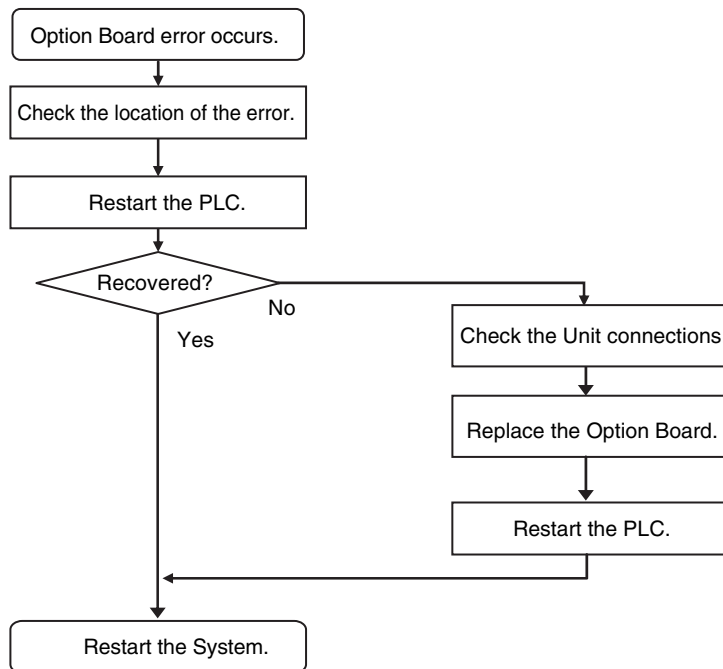 Option Board error occurs.
Check the location of the error.
Restart the PLC.
Recovered?
No
Yes
Check the Unit connections
Replace the Option Board.
Restart the PLC.
Restart the System.